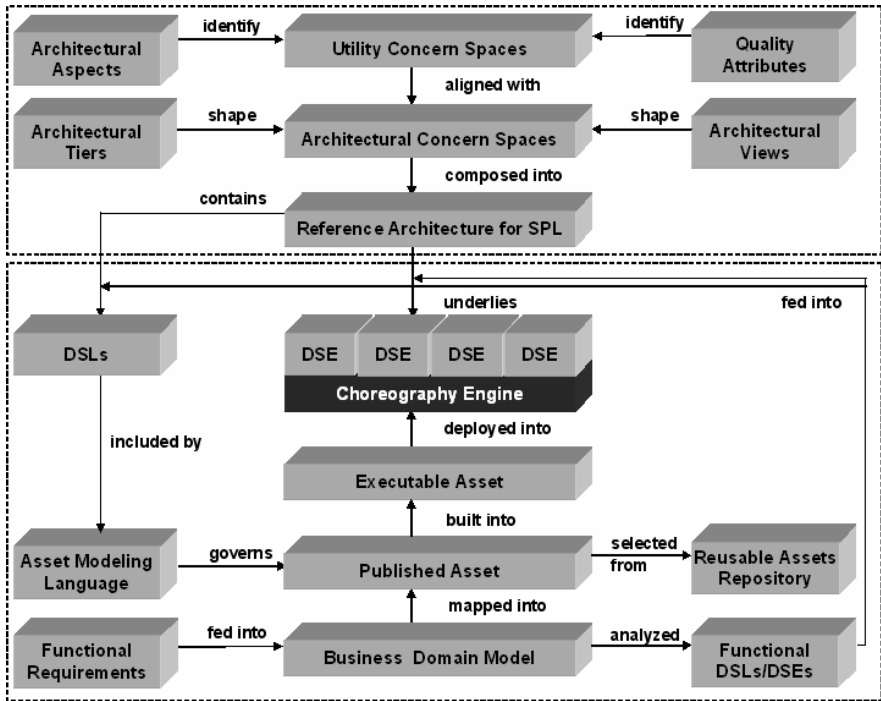 identify
identify
Architectural
Aspects
Utility Concern Spaces
Quality
Attributes
aligned with
shape
shape
Architectural
Tiers
Architectural Concern Spaces
Architectural
Views
composed into
contains
Reference Architecture for SPL
underlies
fed into
DSLs
DSE
DSE
DSE
DSE
Choreography Engine
deployed into
included by
Executable Asset
built into
Asset Modeling
Language
governs
Published Asset
selected
from
Reusable Assets
Repository
mapped into
Functional
Requirements
fed into
Business Domain Model
analyzed
Functional
DSLs/DSEs